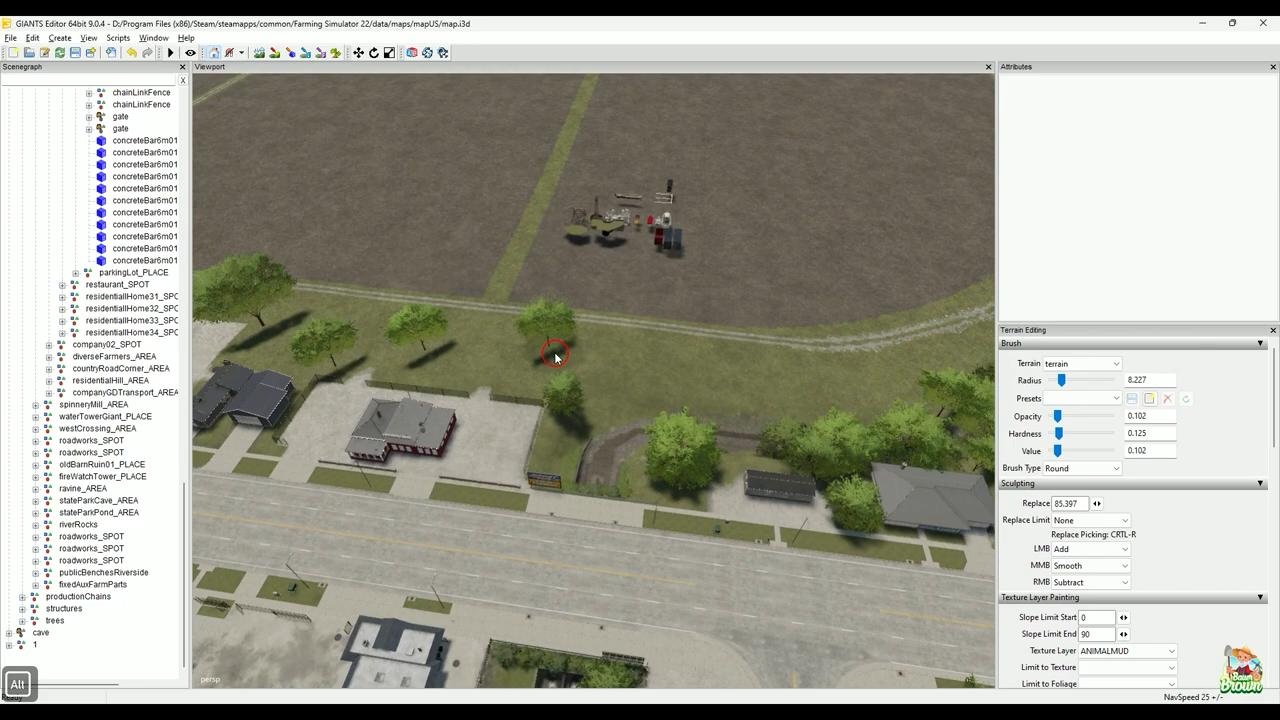 GIANTS Editor 64bit 9.0.4 - D:/Program Files (x86)/Steam/steamapps/common/Farming Simulator 22/data/maps/mapUS/map.i3d
File Edit Create View Scripts Window Help
Scenegraph
X
chainLinkFence
chainLinkFence
gate
gate
concreteBar6m01
concreteBar6m01
concreteBar6m01
concreteBar6m01
concreteBar6m01
concreteBar6m01
concreteBar6m01
concreteBar6m01
concreteBar6m01
concreteBar6m01
concreteBar6m01
parkingLot_PLACE
restaurant_SPOT
residentialHome31_SPO
residentialHome32_SPO
residentialHome33_SPO
residentialHome34_SPO
company02_SPOT
diverseFarmers_AREA
countryRoadCorner_AREA
residentialHill_AREA
companyGDTransport_AREA
spinneryMill_AREA
waterTowerGiant_PLACE
westCrossing_AREA
roadworks_SPOT
roadworks_SPOT
oldBarnRuin01_PLACE
fireWatchTower_PLACE
ravine_AREA
stateParkCave_AREA
stateParkPond_AREA
riverRocks
roadworks_SPOT
roadworks_SPOT
roadworks_SPOT
publicBenchesRiverside
fixedAuxFarmParts
productionChains
structures
trees
cave
1
Alt
Viewport
persp
Attributes
Terrain Editing
Brush
Terrain terrain
Radius 8.227
Presets
Opacity 0.102
Hardness 0.125
Value 0.102
Brush Type Round
Sculpting
Replace 85.397
Replace Limit None
Replace Picking: CRTL-R
LMB Add
MMB Smooth
RMB Subtract
Texture Layer Painting
Slope Limit Start 0
Slope Limit End 90
Texture Layer ANIMALMUD
Limit to Texture
Limit to Foliage
NavSpeed 25 +/-